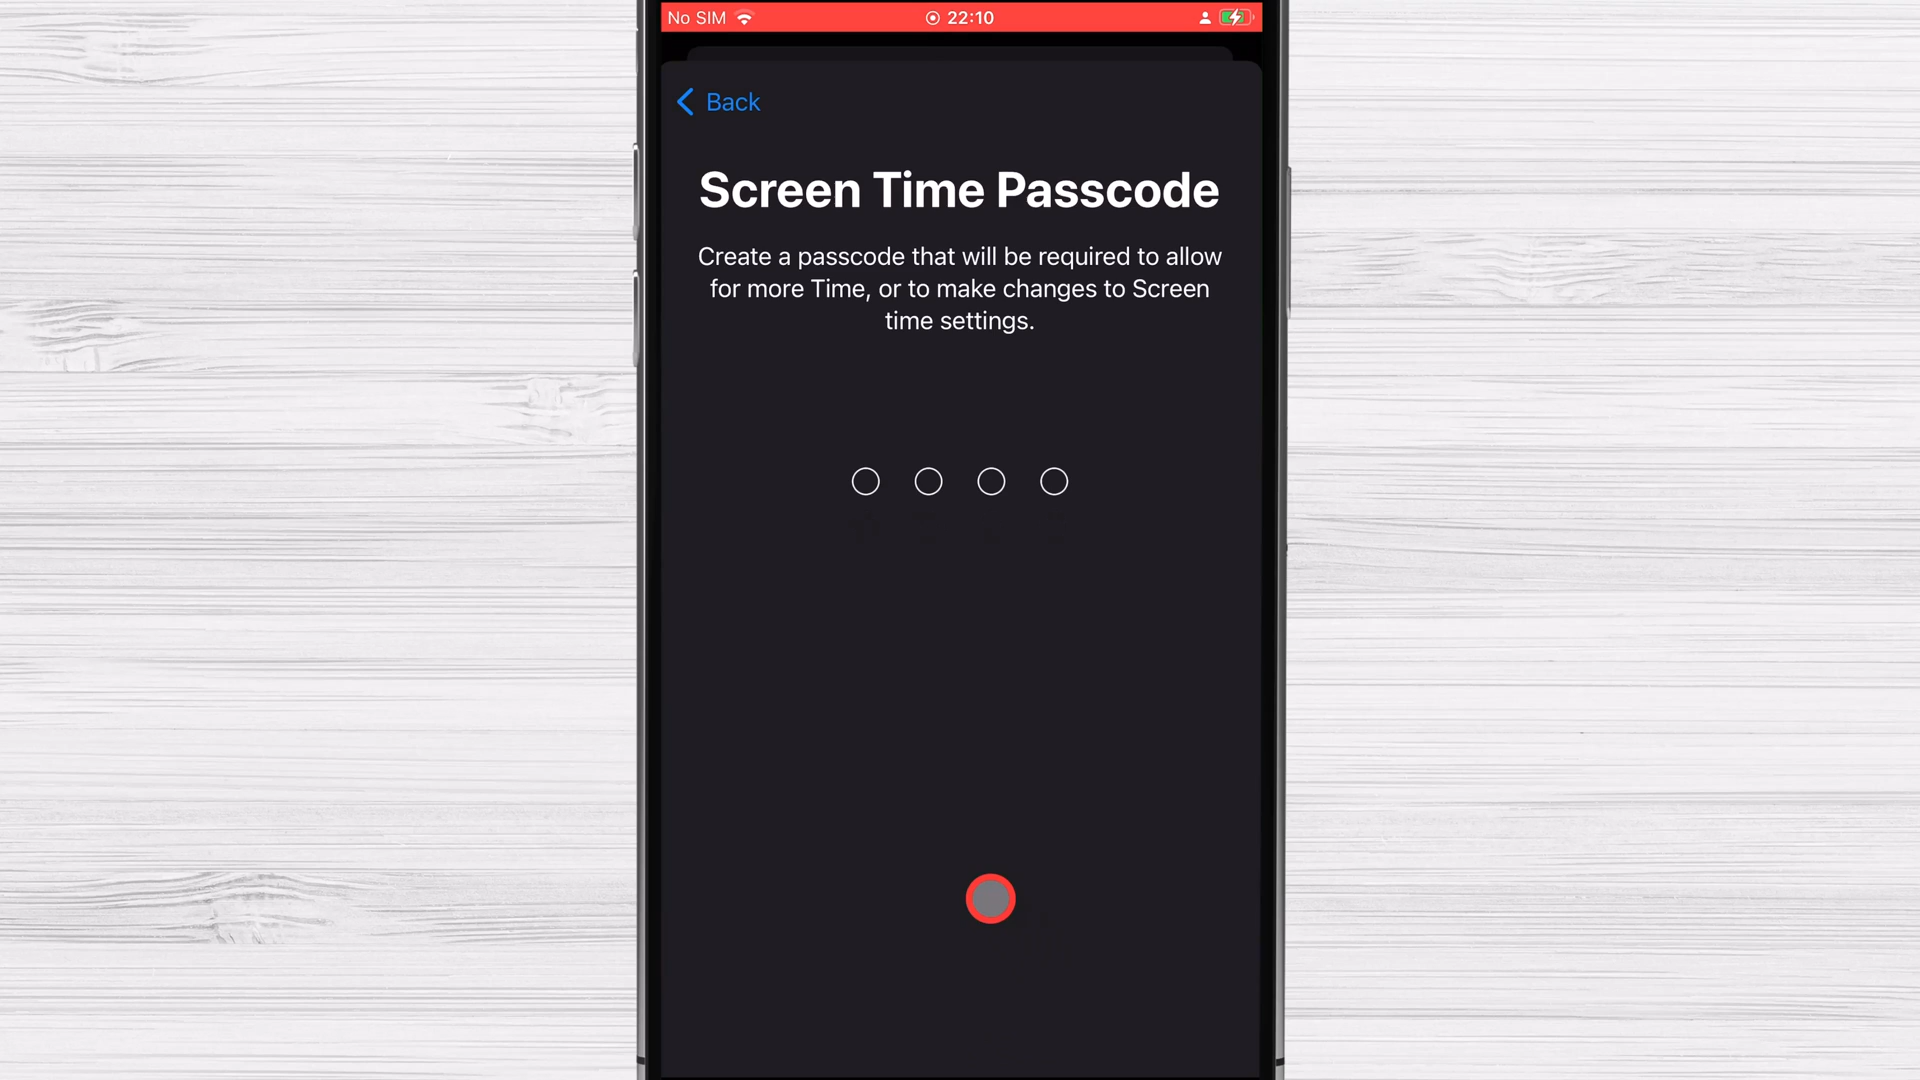 No SIM 22:10
Back
Screen Time Passcode
Create a passcode that will be required to allow
for more Time, or to make changes to Screen
time settings.